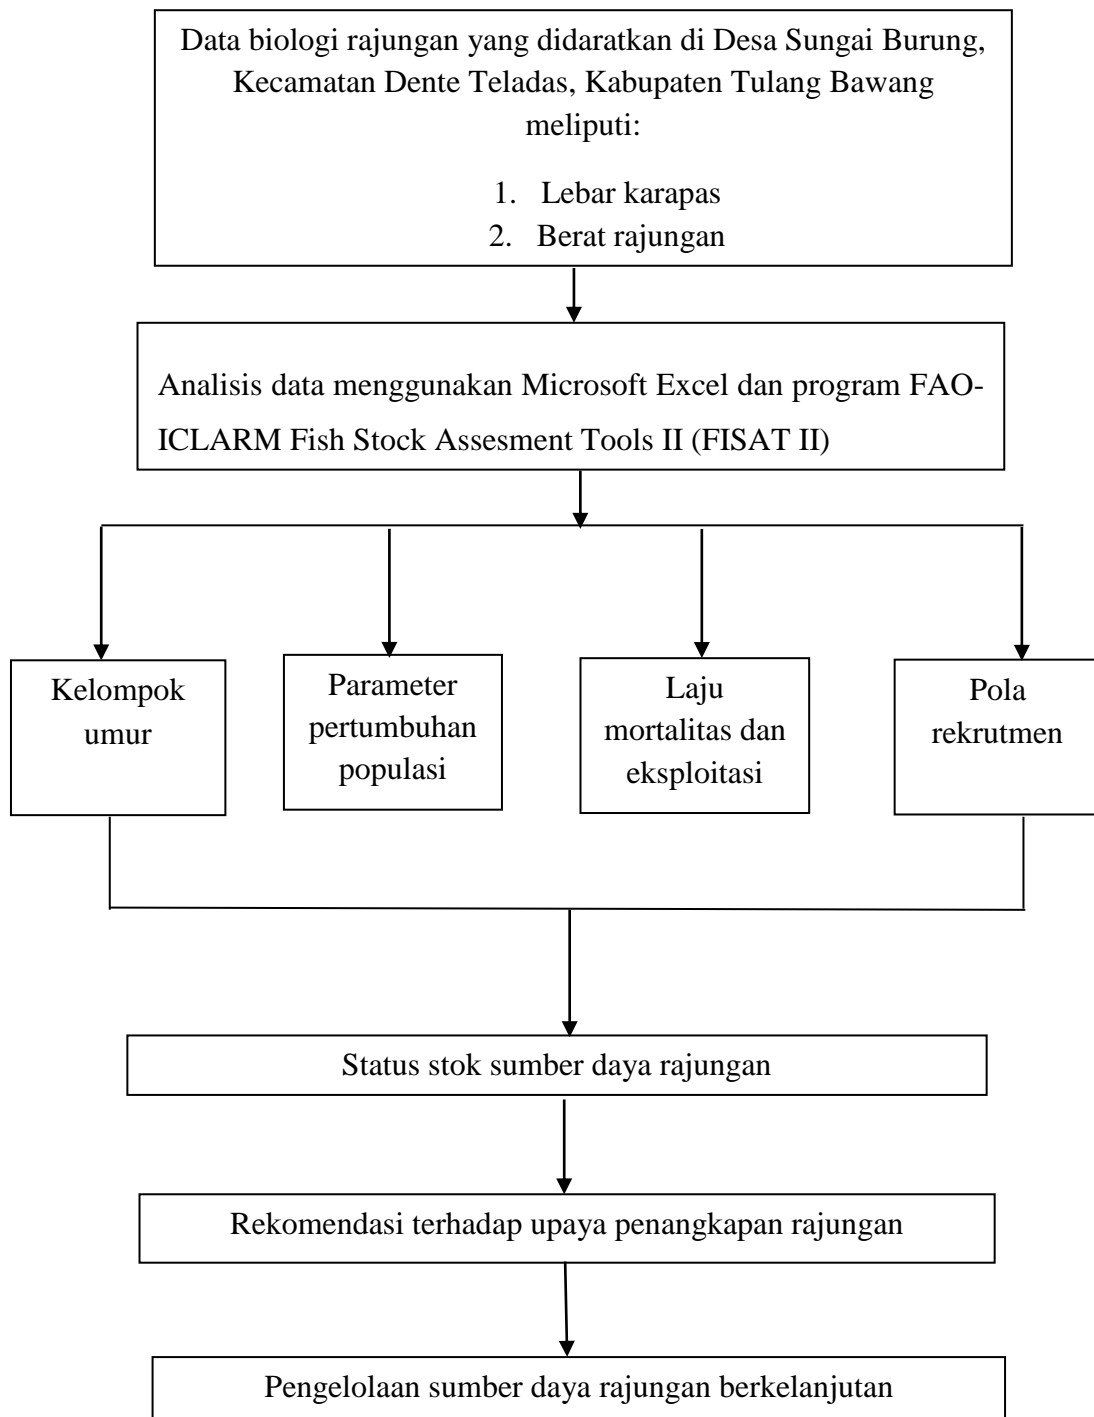 Data biologi rajungan yang didaratkan di Desa Sungai Burung,
Kecamatan Dente Teladas, Kabupaten Tulang Bawang
meliputi:
1. Lebar karapas
2. Berat rajungan
Analisis data menggunakan Microsoft Excel dan program FAO-
ICLARM Fish Stock Assesment Tools II (FISAT II)
Kelompok
umur
Parameter
pertumbuhan
populasi
Laju
mortalitas dan
eksploitasi
Pola
rekrutmen
Status stok sumber daya rajungan
Rekomendasi terhadap upaya penangkapan rajungan
Pengelolaan sumber daya rajungan berkelanjutan